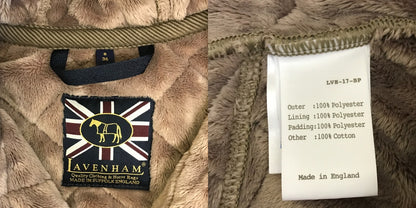 36
LAVENHAM
Quality Clothing & Horse Rugs
MADE IN SUFFOLK ENGLAND
LVH-17-BP
Outer :100% Polyester
Lining :100% Polyester
Padding:100% Polyester
Other :100% Cotton
Made in England